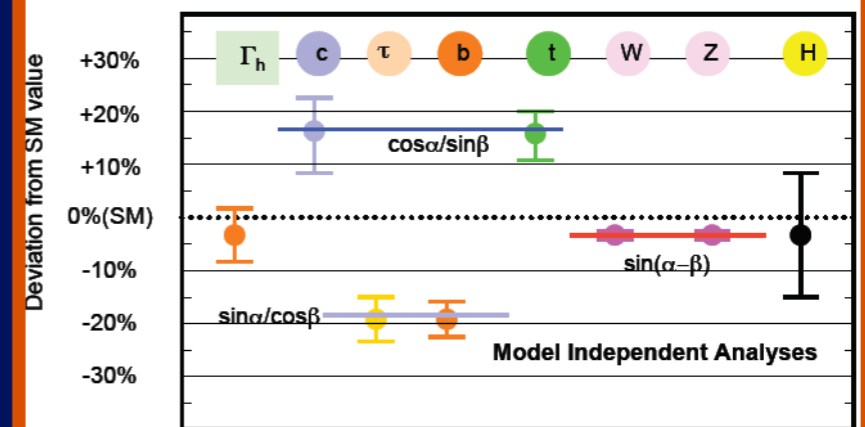 Deviation from SM value
+30%
+20%
+10%
0%(SM)
-10%
-20%
-30%
Γh c τ b t W Z H
cosα/sinβ
sin(α−β)
sinα/cosβ
Model Independent Analyses